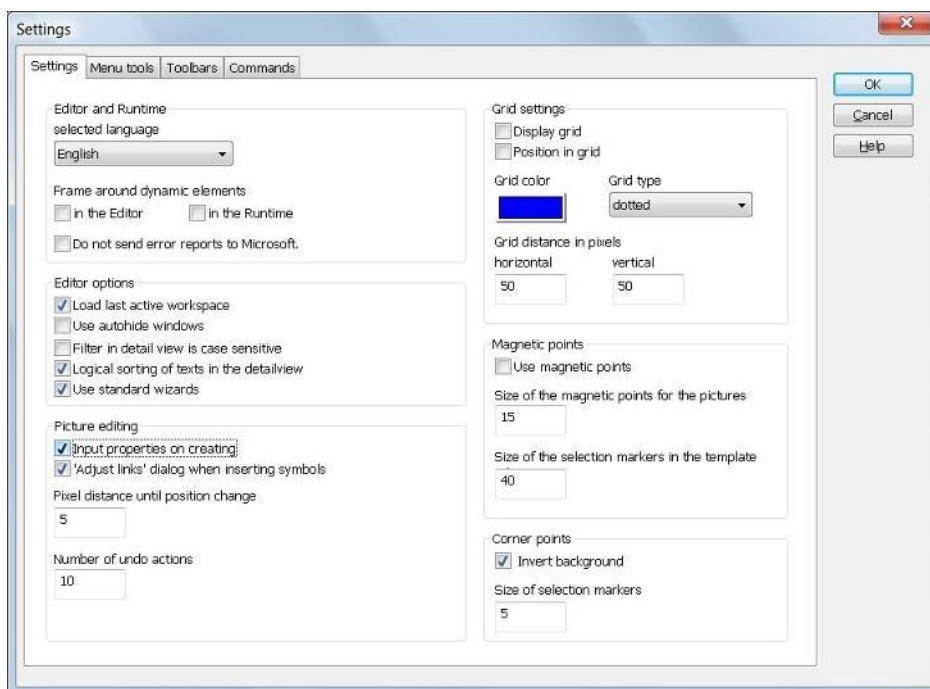 Settings
Settings Menu tools Toolbars Commands
OK
Cancel
Help
Editor and Runtime
selected language
English
Frame around dynamic elements
in the Editor in the Runtime
Do not send error reports to Microsoft.
Editor options
Load last active workspace
Use autohide windows
Filter in detail view is case sensitive
Logical sorting of texts in the detailview
Use standard wizards
Picture editing
Input properties on creating
'Adjust links' dialog when inserting symbols
Pixel distance until position change
5
Number of undo actions
10
Grid settings
Display grid
Position in grid
Grid color Grid type
dotted
Grid distance in pixels
horizontal vertical
50 50
Magnetic points
Use magnetic points
Size of the magnetic points for the pictures
15
Size of the selection markers in the template
40
Corner points
Invert background
Size of selection markers
5